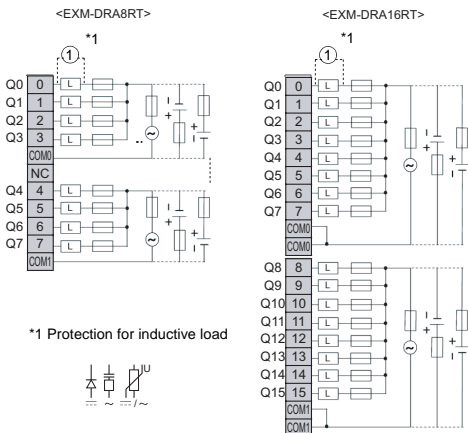 <EXM-DRA8RT>
*1
1
Q0 0 L
Q1 1 L
Q2 2 L
Q3 3 L
COM0
NC
Q4 4 L
Q5 5 L
Q6 6 L
Q7 7 L
COM1
*1 Protection for inductive load
U
<EXM-DRA16RT>
*1
1
Q0 0 L
Q1 1 L
Q2 2 L
Q3 3 L
Q4 4 L
Q5 5 L
Q6 6 L
Q7 7 L
COM0
COM0
Q8 8 L
Q9 9 L
Q10 10 L
Q11 11 L
Q12 12 L
Q13 13 L
Q14 14 L
Q15 15 L
COM1
COM1